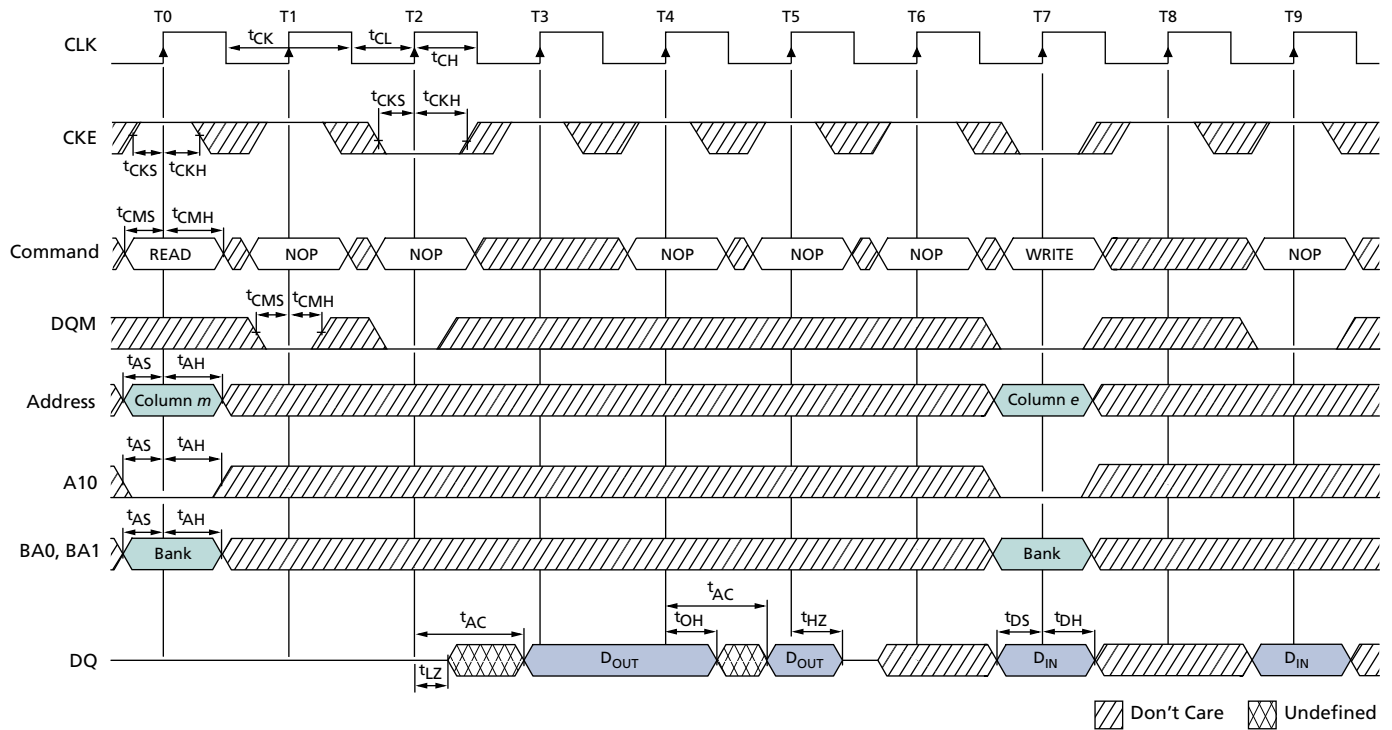 T0 T1 T2 T3 T4 T5 T6 T7 T8 T9
CLK
tCK tCL
tCH
tCKS tCKH
CKE
tCKS tCKH
tCMS tCMH
Command READ NOP NOP NOP NOP NOP WRITE NOP
tCMS tCMH
DQM
tAS tAH
Address Column m Column e
tAS tAH
A10
tAS tAH
BA0, BA1 Bank Bank
tAC
tAC tOH tHZ tDS tDH
DQ DOUT DOUT DIN DIN
tLZ
Don't Care Undefined